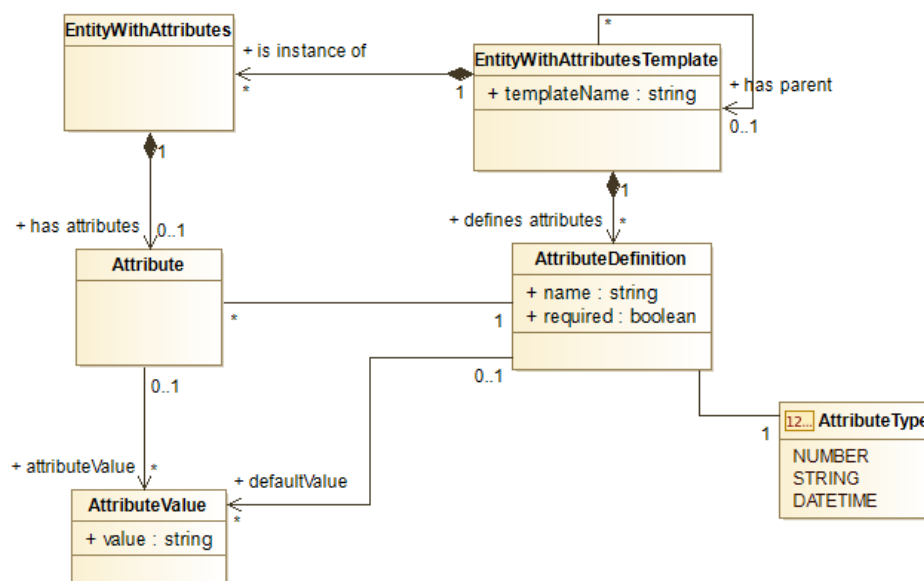 EntityWithAttributes
+ is instance of
*
1
EntityWithAttributesTemplate
+ templateName : string
*
+ has parent
0..1
1
+ has attributes
0..1
1
+ defines attributes
*
Attribute
AttributeDefinition
+ name : string
+ required : boolean
*
1
0..1
0..1
12...
AttributeType
1
NUMBER
STRING
DATETIME
+ attributeValue
*
+ defaultValue
*
AttributeValue
+ value : string